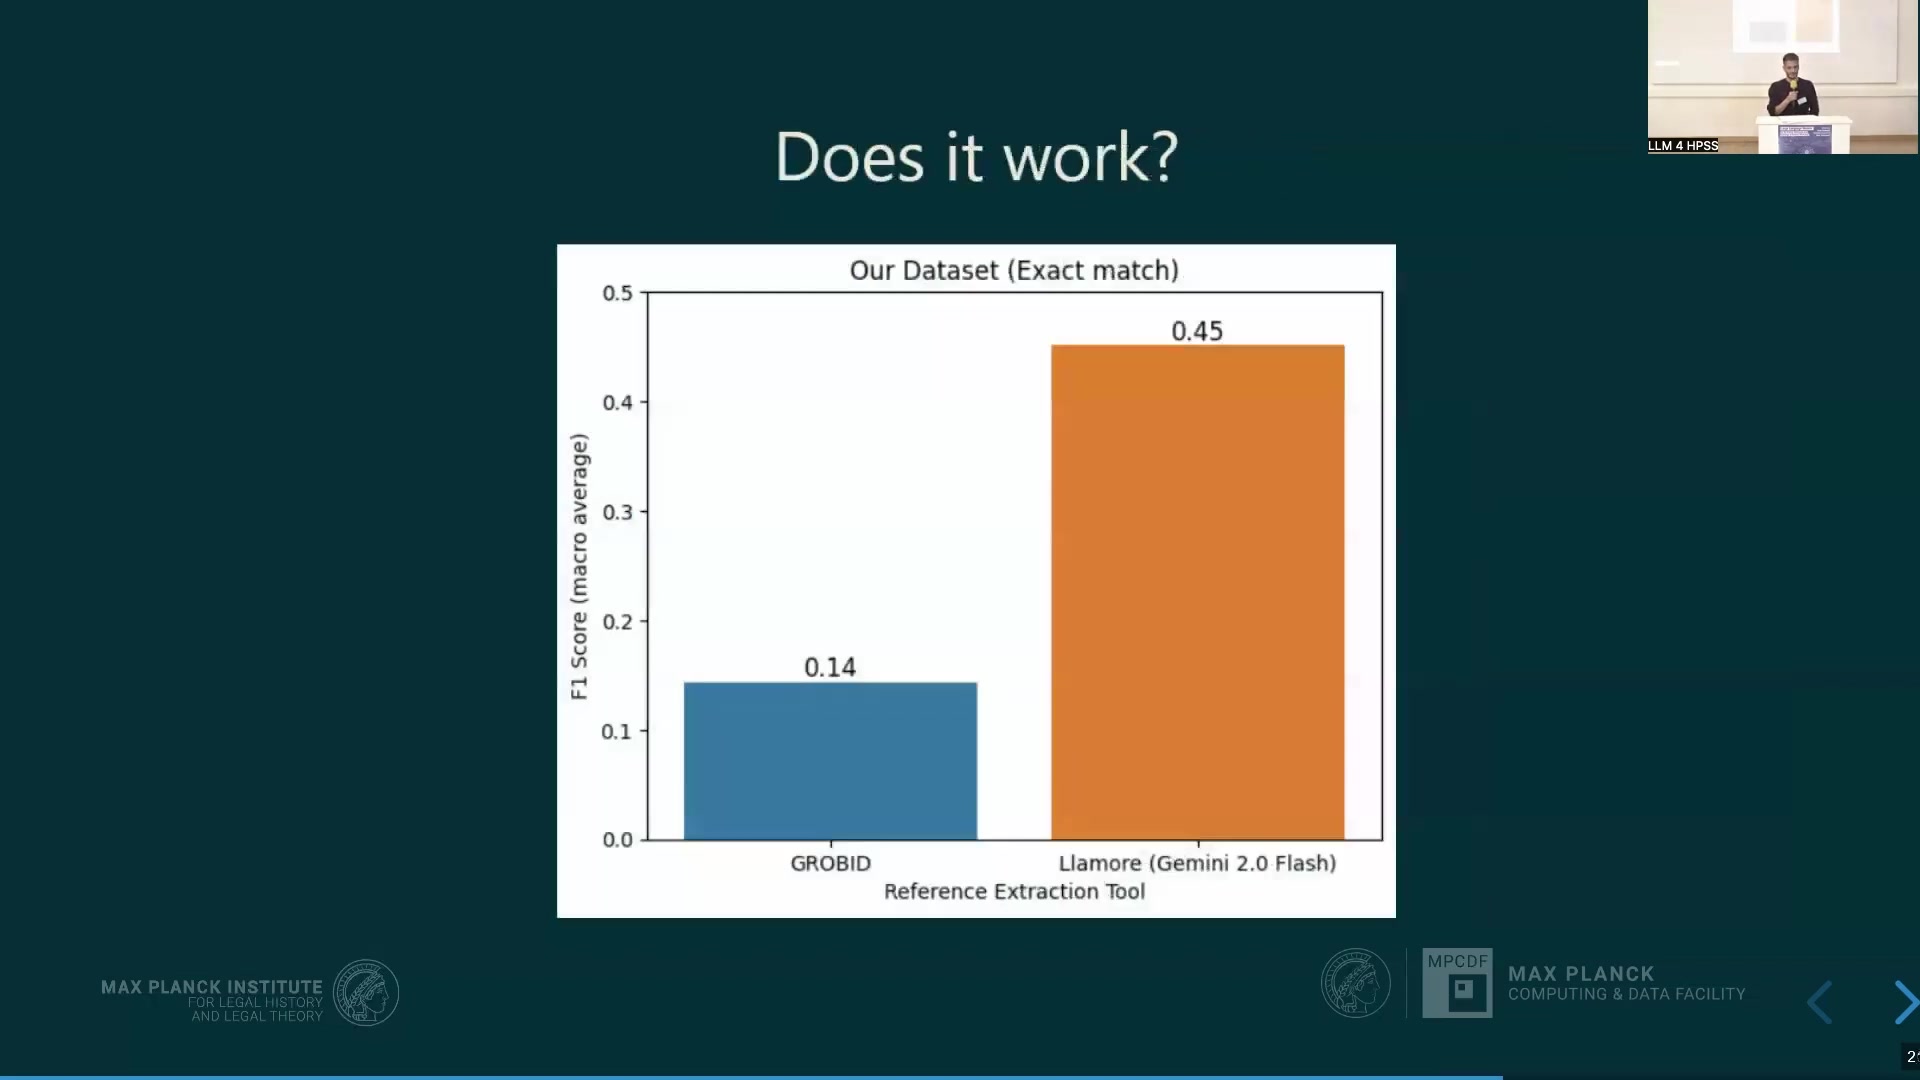 LLM 4 HPSS
Does it work?
Our Dataset (Exact match)
0.5
0.4
0.3
0.2
0.1
0.0
F1 Score (macro average)
0.14
0.45
GROBID
Llamore (Gemini 2.0 Flash)
Reference Extraction Tool
MAX PLANCK INSTITUTE
FOR LEGAL HISTORY
AND LEGAL THEORY
MPCDF
MAX PLANCK
COMPUTING & DATA FACILITY